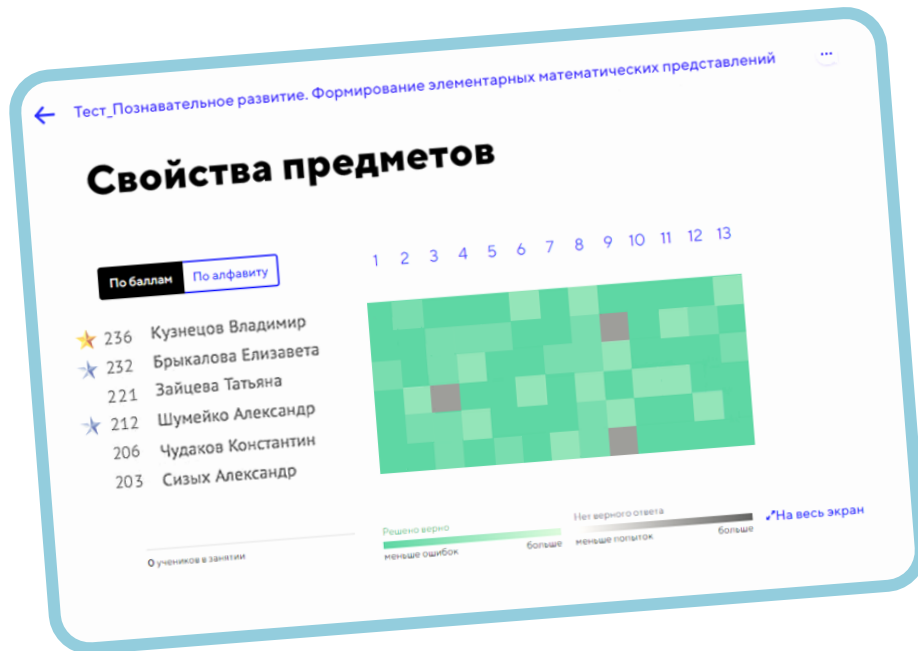 Тест_Познавательное развитие. Формирование элементарных математических представлений
...
Свойства предметов
1 2 3 4 5 6 7 8 9 10 11 12 13
По баллам По алфавиту
236 Кузнецов Владимир
232 Брыкалова Елизавета
221 Зайцева Татьяна
212 Шумейко Александр
206 Чудаков Константин
203 Сизых Александр
0 учеников в занятии
Решено верно
меньше ошибок больше
Нет верного ответа
меньше попыток больше
На весь экран